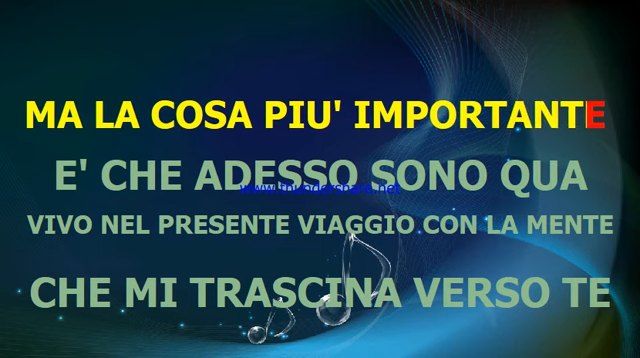 MA LA COSA PIU' IMPORTANTE
E' CHE ADESSO SONO QUA
www.thundershare.net
VIVO NEL PRESENTE VIAGGIO CON LA MENTE
CHE MI TRASCINA VERSO TE